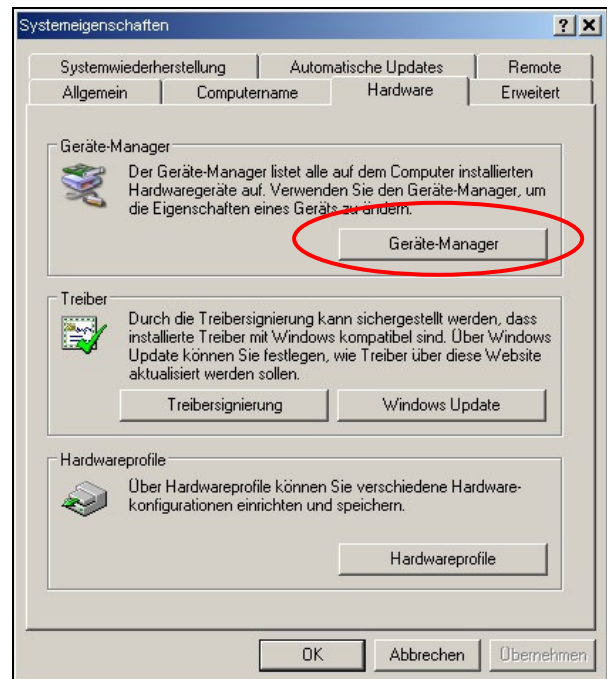 Systemeigenschaften
Systemwiederherstellung Automatische Updates Remote
Allgemein Computername Hardware Erweitert
Geräte-Manager
Der Geräte-Manager listet alle auf dem Computer installierten
Hardwaregeräte auf. Verwenden Sie den Geräte-Manager, um
die Eigenschaften eines Geräts zu ändern.
Geräte-Manager
Treiber
Durch die Treibersignierung kann sichergestellt werden, dass
installierte Treiber mit Windows kompatibel sind. Über Windows
Update können Sie festlegen, wie Treiber über diese Website
aktualisiert werden sollen.
Treibersignierung Windows Update
Hardwareprofile
Über Hardwareprofile können Sie verschiedene Hardware-
konfigurationen einrichten und speichern.
Hardwareprofile
OK Abbrechen Übernehmen